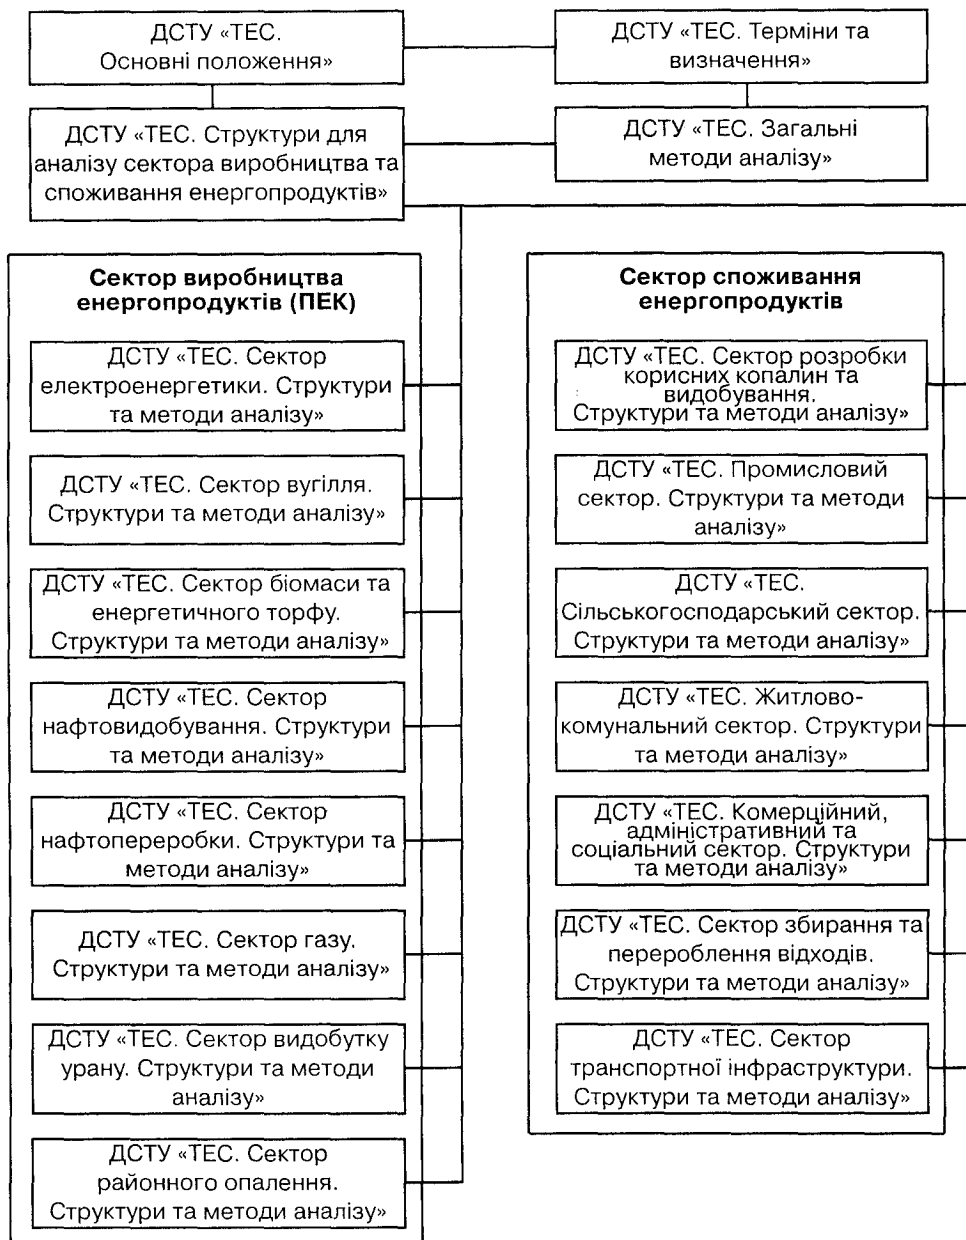 ДСТУ «ТЕС.
Основні положення»
ДСТУ «ТЕС. Терміни та
визначення»
ДСТУ «ТЕС. Структури для
аналізу сектора виробництва та
споживання енергопродуктів»
ДСТУ «ТЕС. Загальні
методи аналізу»
Сектор виробництва
енергопродуктів (ПЕК)
ДСТУ «ТЕС. Сектор
електроенергетики. Структури
та методи аналізу»
ДСТУ «ТЕС. Сектор вугілля.
Структури та методи аналізу»
ДСТУ «ТЕС. Сектор біомаси та
енергетичного торфу.
Структури та методи аналізу»
ДСТУ «ТЕС. Сектор
нафтовидобування. Структури
та методи аналізу»
ДСТУ «ТЕС. Сектор
нафтопереробки. Структури та
методи аналізу»
ДСТУ «ТЕС. Сектор газу.
Структури та методи аналізу»
ДСТУ «ТЕС. Сектор видобутку
урану. Структури та методи
аналізу»
ДСТУ «ТЕС. Сектор
районного опалення.
Структури та методи аналізу»
Сектор споживання
енергопродуктів
ДСТУ «ТЕС. Сектор розробки
корисних копалин та
видобування.
Структури та методи аналізу»
ДСТУ «ТЕС. Промисловий
сектор. Структури та методи
аналізу»
ДСТУ «ТЕС.
Сільськогосподарський сектор.
Структури та методи аналізу»
ДСТУ «ТЕС. Житлово-
комунальний сектор. Структури
та методи аналізу»
ДСТУ «ТЕС. Комерційний,
адміністративний та
соціальний сектор. Структури
та методи аналізу»
ДСТУ «ТЕС. Сектор збирання та
перероблення відходів.
Структури та методи аналізу»
ДСТУ «ТЕС. Сектор
транспортної інфраструктури.
Структури та методи аналізу»